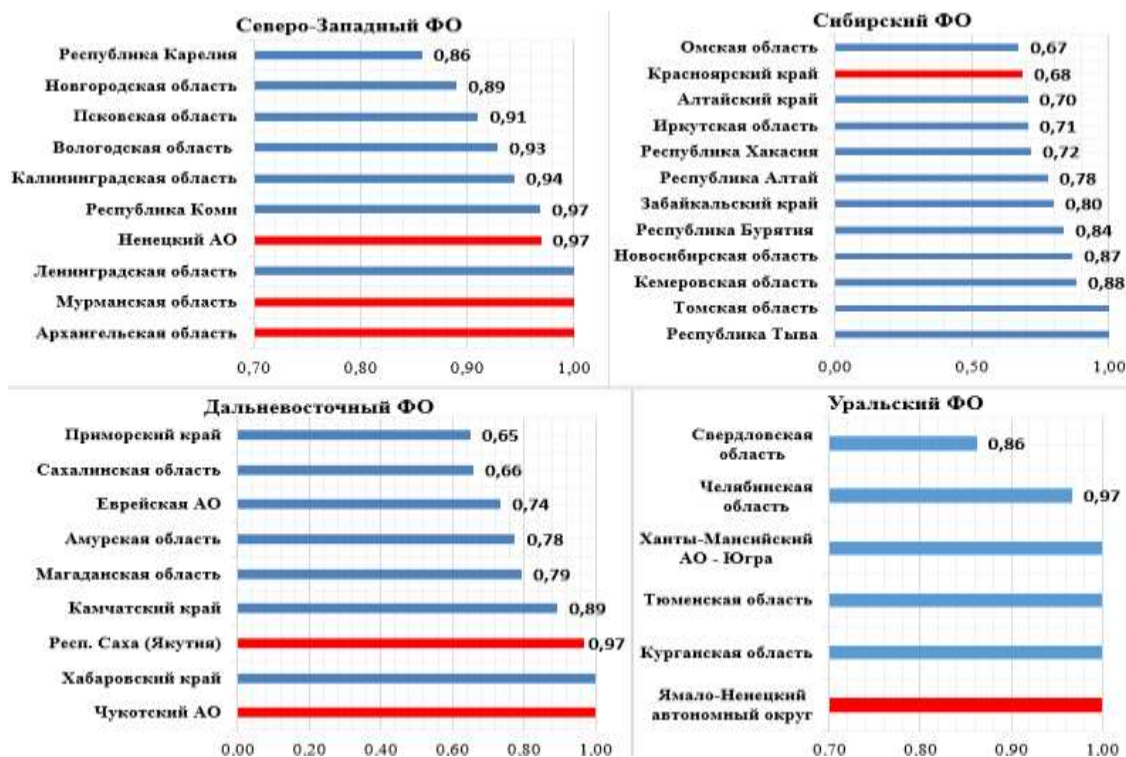 Северо-Западный ФО
Республика Карелия
0,86
Новгородская область
0,89
Псковская область
0,91
Вологодская область
0,93
Калининградская область
0,94
Республика Коми
0,97
Ненецкий АО
0,97
Ленинградская область
Мурманская область
Архангельская область
0,70 0,80 0,90 1,00
Сибирский ФО
Омская область
0,67
Красноярский край
0,68
Алтайский край
0,70
Иркутская область
0,71
Республика Хакасия
0,72
Республика Алтай
0,78
Забайкальский край
0,80
Республика Бурятия
0,84
Новосибирская область
0,87
Кемеровская область
0,88
Томская область
Республика Тыва
0,00 0,50 1,00
Дальневосточный ФО
Приморский край
0,65
Сахалинская область
0,66
Еврейская АО
0,74
Амурская область
0,78
Магаданская область
0,79
Камчатский край
0,89
Респ. Саха (Якутия)
0,97
Хабаровский край
Чукотский АО
0,00 0,20 0,40 0,60 0,80 1,00
Уральский ФО
Свердловская
область
0,86
Челябинская
область
0,97
Ханты-Мансийский
АО - Югра
Тюменская область
Курганская область
Ямало-Ненецкий
автономный округ
0,70 0,80 0,90 1,00